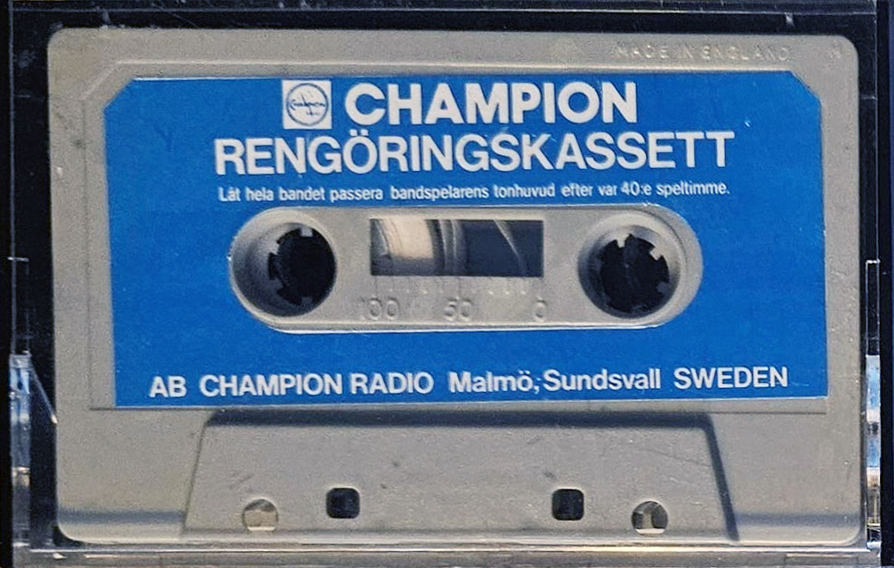 MADE IN ENGLAND
CHAMPION
CHAMPION
RENGÖRINGSKASSETT
Låt hela bandet passera bandspelarens tonhuvud efter var 40:e speltimme.
100 50 0
AB CHAMPION RADIO Malmö, Sundsvall SWEDEN